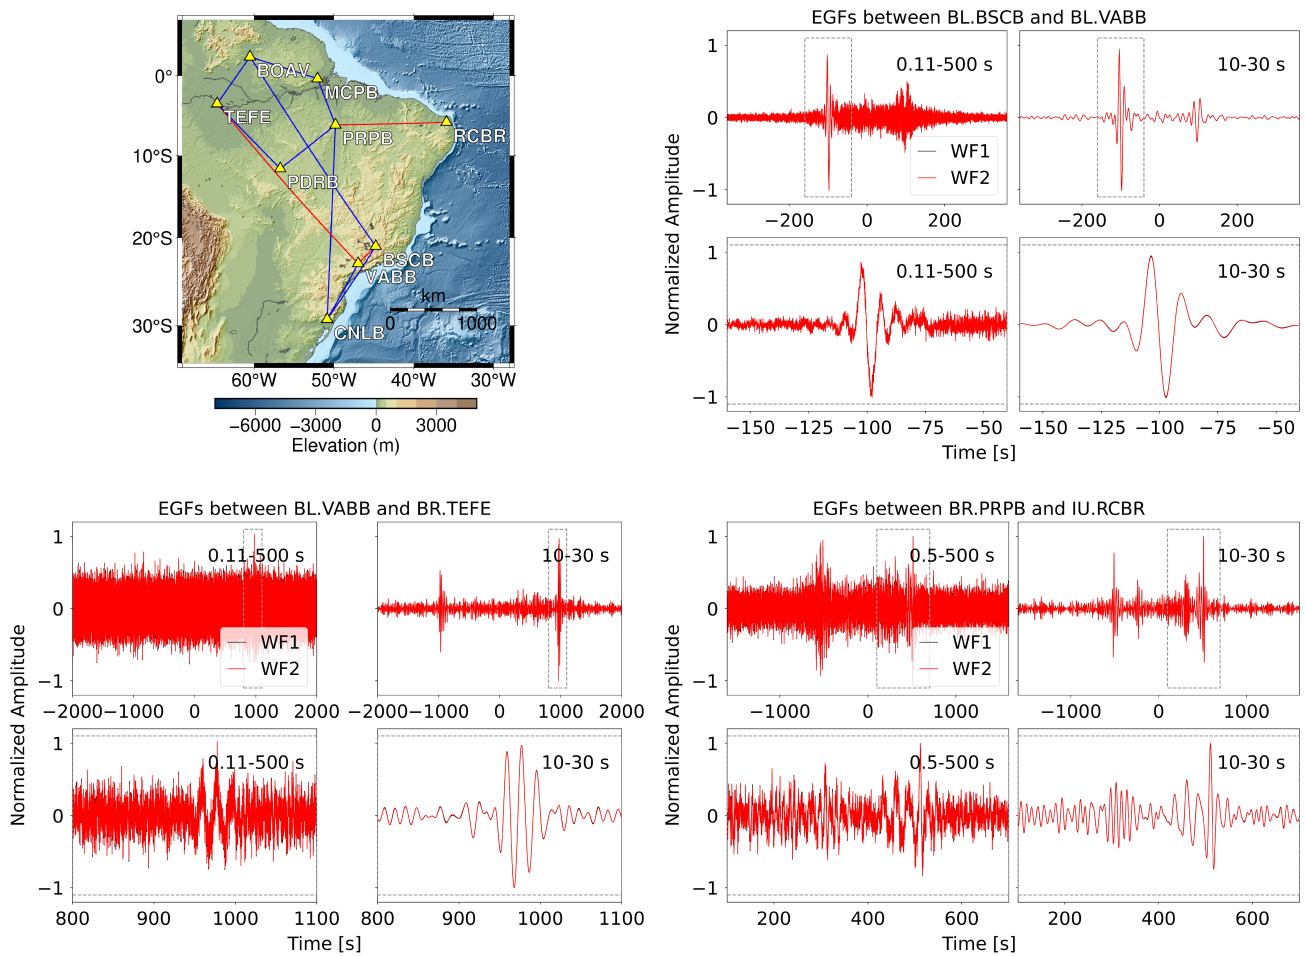 0°
10°S
20°S
30°S
BOAV
MCPB
TEFE
PRPB
RCBR
PDRB
BSCB
VABB
CNLB
km
0 1000
60°W 50°W 40°W 30°W
−6000 −3000 0 3000
Elevation (m)
EGFs between BL.BSCB and BL.VABB
Normalized Amplitude
1
0
−1
0.11-500 s
WF1
WF2
−200 0 200
10-30 s
−200 0 200
1
0
−1
0.11-500 s
−150 −125 −100 −75 −50
10-30 s
−150 −125 −100 −75 −50
Time [s]
EGFs between BL.VABB and BR.TEFE
Normalized Amplitude
1
0
−1
0.11-500 s
WF1
WF2
−2000 −1000 0 1000 2000
10-30 s
−2000 −1000 0 1000 2000
1
0
−1
0.11-500 s
800 900 1000 1100
10-30 s
800 900 1000 1100
Time [s]
EGFs between BR.PRPB and IU.RCBR
Normalized Amplitude
1
0
−1
0.5-500 s
WF1
WF2
−1000 0 1000
10-30 s
−1000 0 1000
1
0
−1
0.5-500 s
200 400 600
10-30 s
200 400 600
Time [s]